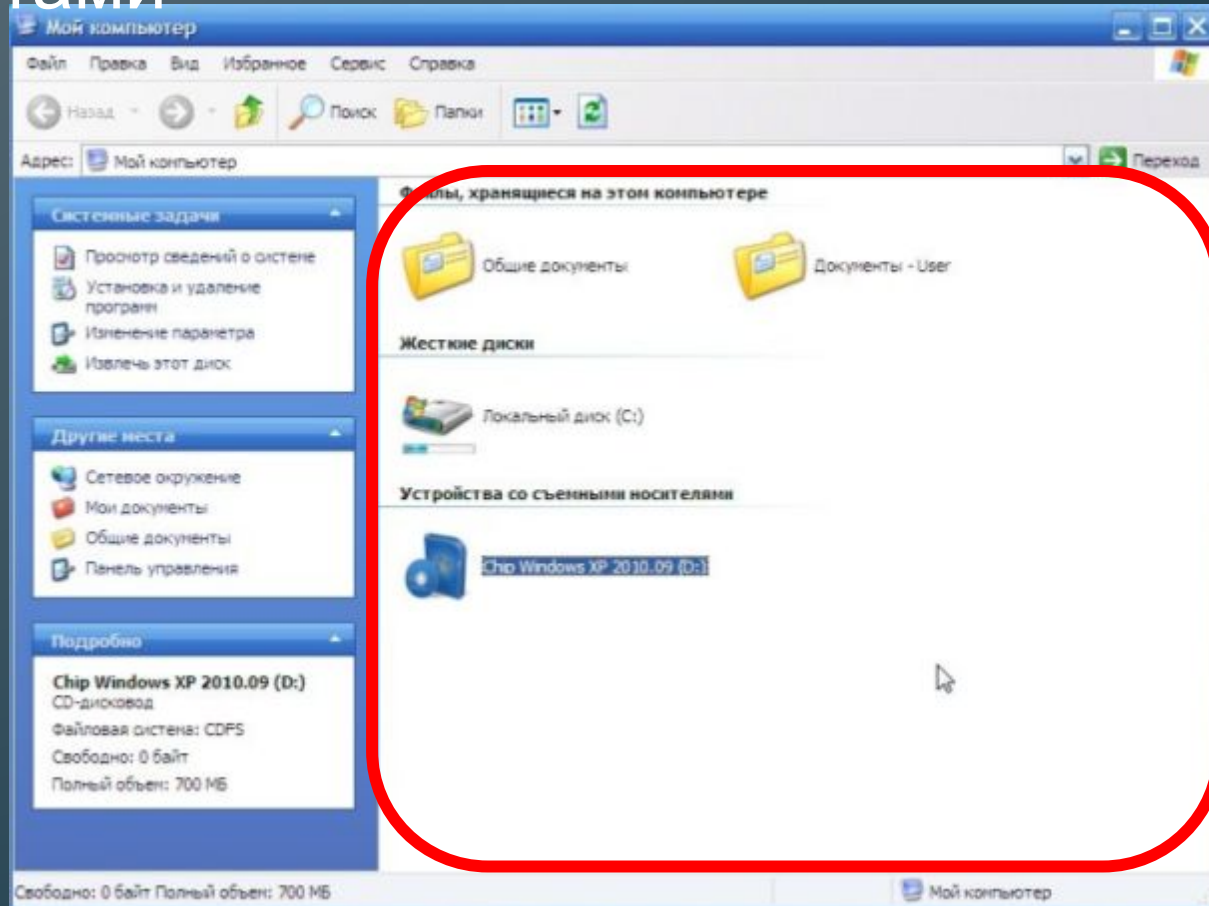 тами
Мой компьютер
Файл Правка Вид Избранное Сервис Справка
Назад Поиск Папки
Адрес: Мой компьютер Переход
Файлы, хранящиеся на этом компьютере
Системные задачи
Просмотр сведений о системе
Установка и удаление
программ
Изменение параметра
Извлечь этот диск
Общие документы
Документы - User
Жесткие диски
Локальный диск (C:)
Другие места
Сетевое окружение
Мои документы
Общие документы
Панель управления
Устройства со съемными носителями
Chip Windows XP 2010.09 (D:)
Подробно
Chip Windows XP 2010.09 (D:)
CD-дисковод
Файловая система: CDFS
Свободно: 0 байт
Полный объем: 700 МБ
Свободно: 0 байт Полный объем: 700 МБ
Мой компьютер